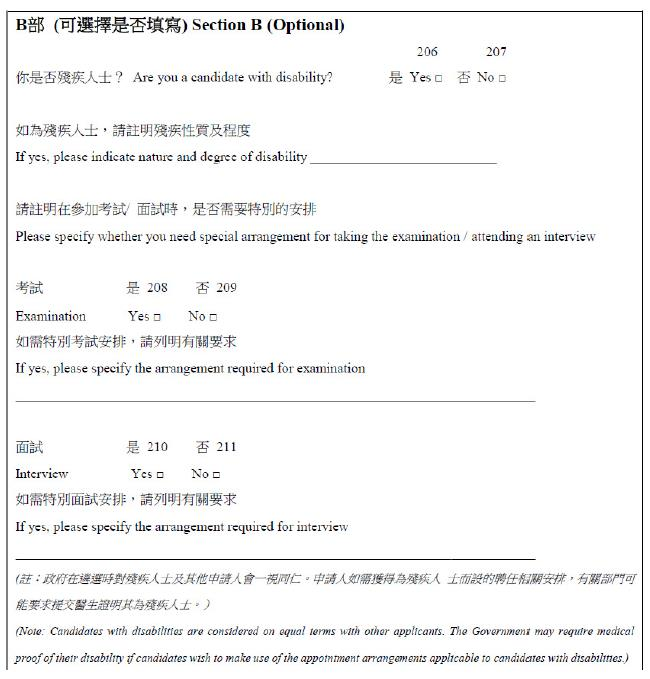 B部 (可選擇是否填寫) Section B (Optional)
206 207
你是否殘疾人士？ Are you a candidate with disability? 是 Yes □ 否 No □
如為殘疾人士，請註明殘疾性質及程度
If yes, please indicate nature and degree of disability ____________________________
請註明在參加考試/ 面試時，是否需要特別的安排
Please specify whether you need special arrangement for taking the examination / attending an interview
考試 是 208 否 209
Examination Yes □ No □
如需特別考試安排，請列明有關要求
If yes, please specify the arrangement required for examination
面試 是 210 否 211
Interview Yes □ No □
如需特別面試安排，請列明有關要求
If yes, please specify the arrangement required for interview
(註：政府在遴選時對殘疾人士及其他申請人會一視同仁。申請人如需獲得為殘疾人 士而設的聘任相關安排，有關部門可
能要求提交醫生證明其為殘疾人士。)
(Note: Candidates with disabilities are considered on equal terms with other applicants. The Government may require medical
proof of their disability if candidates wish to make use of the appointment arrangements applicable to candidates with disabilities.)